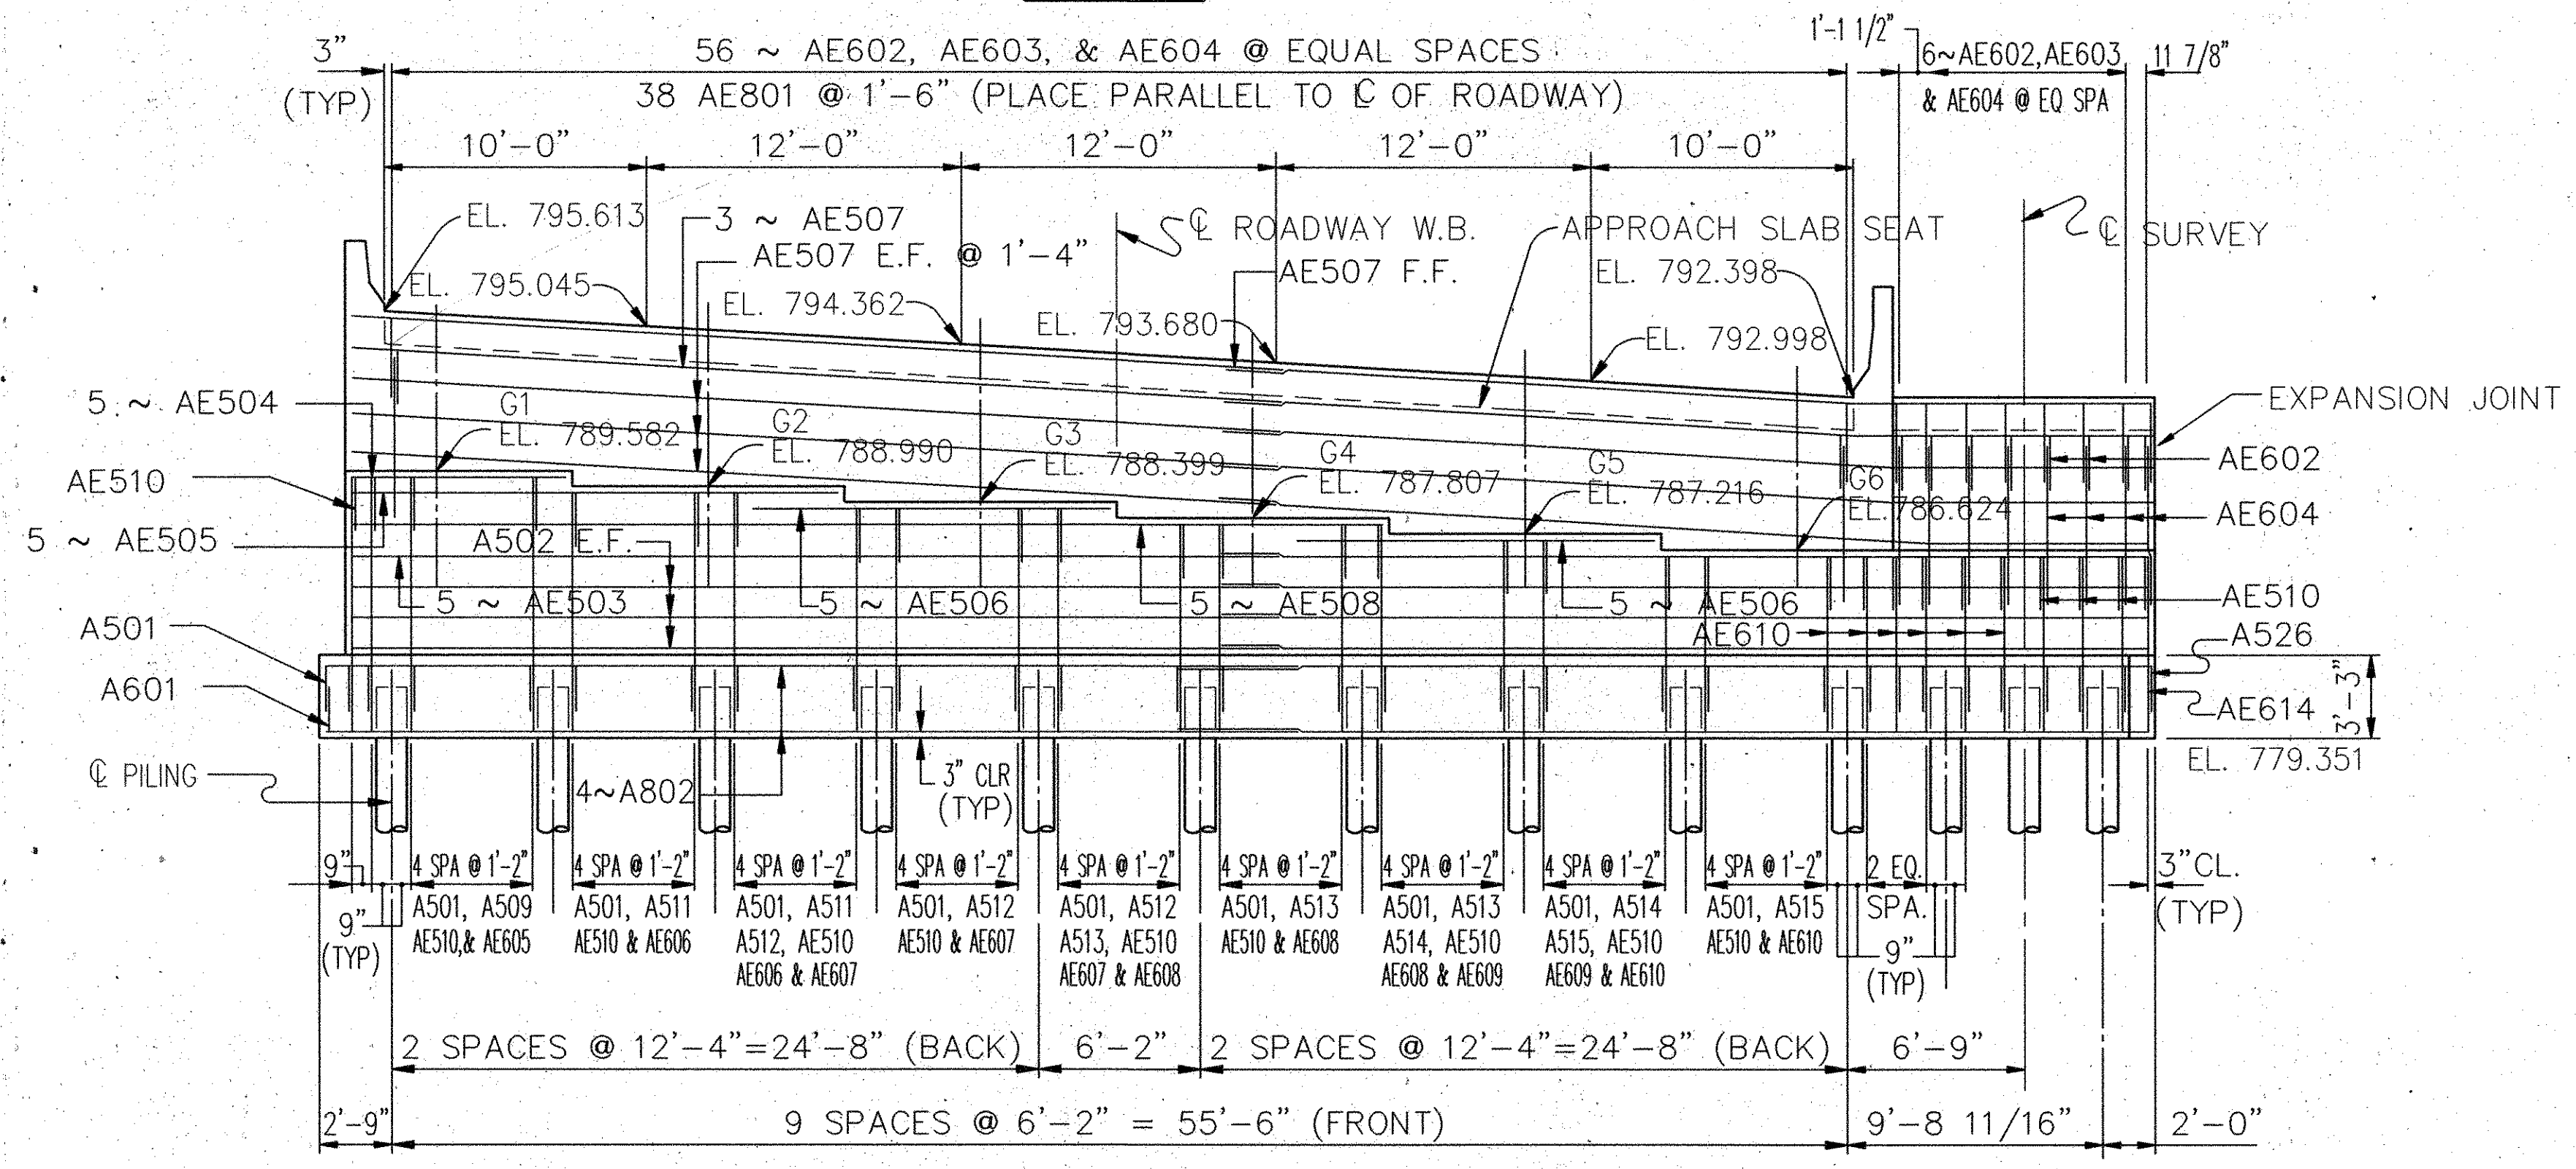 3"
(TYP)
56 ~ AE602, AE603, & AE604 @ EQUAL SPACES
38 AE801 @ 1'-6" (PLACE PARALLEL TO ℄ OF ROADWAY)
1'-1 1/2"
6~AE602,AE603
& AE604 @ EQ SPA
11 7/8"
10'-0"
12'-0"
12'-0"
12'-0"
10'-0"
EL. 795.613
3 ~ AE507
AE507 E.F. @ 1'-4"
℄ ROADWAY W.B.
APPROACH SLAB SEAT
℄ SURVEY
AE507 F.F.
EL. 792.398
EL. 795.045
EL. 794.362
EL. 793.680
EL. 792.998
5 ~ AE504
EXPANSION JOINT
G1
EL. 789.582
G2
EL. 788.990
G3
EL. 788.399
G4
EL. 787.807
G5
EL. 787.216
G6
EL. 786.624
AE602
AE510
AE604
5 ~ AE505
A502 E.F.
5 ~ AE503
5 ~ AE506
5 ~ AE508
5 ~ AE506
AE510
AE610
A501
A526
A601
AE614
3'-3"
EL. 779.351
℄ PILING
4~A802
3" CLR
(TYP)
9"
9"
(TYP)
4 SPA @ 1'-2"
A501, A509
AE510,& AE605
4 SPA @ 1'-2"
A501, A511
AE510 & AE606
4 SPA @ 1'-2"
A501, A511
A512, AE510
AE606 & AE607
4 SPA @ 1'-2"
A501, A512
AE510 & AE607
4 SPA @ 1'-2"
A501, A512
A513, AE510
AE607 & AE608
4 SPA @ 1'-2"
A501, A513
AE510 & AE608
4 SPA @ 1'-2"
A501, A513
A514, AE510
AE608 & AE609
4 SPA @ 1'-2"
A501, A514
A515, AE510
AE609 & AE610
4 SPA @ 1'-2"
A501, A515
AE510 & AE610
2 EQ.
SPA.
9"
(TYP)
3"CL.
(TYP)
2 SPACES @ 12'-4"=24'-8" (BACK)
6'-2"
2 SPACES @ 12'-4"=24'-8" (BACK)
6'-9"
2'-9"
9 SPACES @ 6'-2" = 55'-6" (FRONT)
9'-8 11/16"
2'-0"